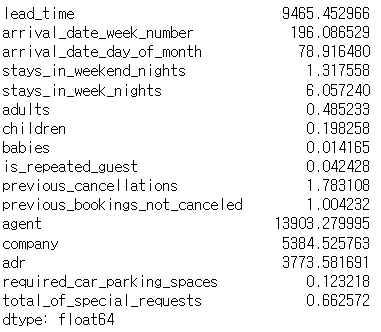 lead_time 9465.452966
arrival_date_week_number 196.086529
arrival_date_day_of_month 78.916480
stays_in_weekend_nights 1.317558
stays_in_week_nights 6.057240
adults 0.485233
children 0.198258
babies 0.014165
is_repeated_guest 0.042428
previous_cancellations 1.783108
previous_bookings_not_canceled 1.004232
agent 13903.279995
company 5384.525763
adr 3773.581691
required_car_parking_spaces 0.123218
total_of_special_requests 0.662572
dtype: float64